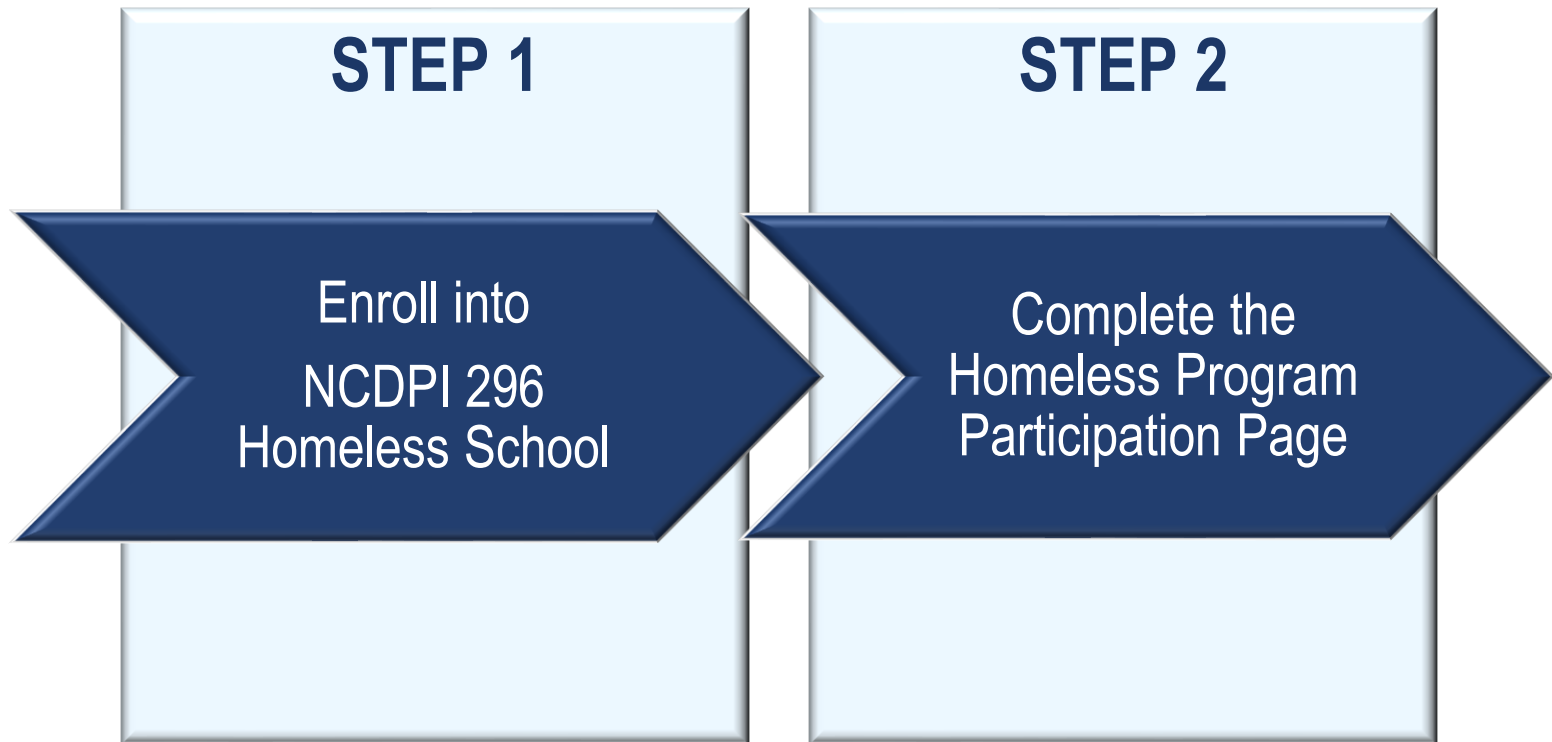 STEP 1
Enroll into
NCDPI 296
Homeless School
STEP 2
Complete the
Homeless Program
Participation Page